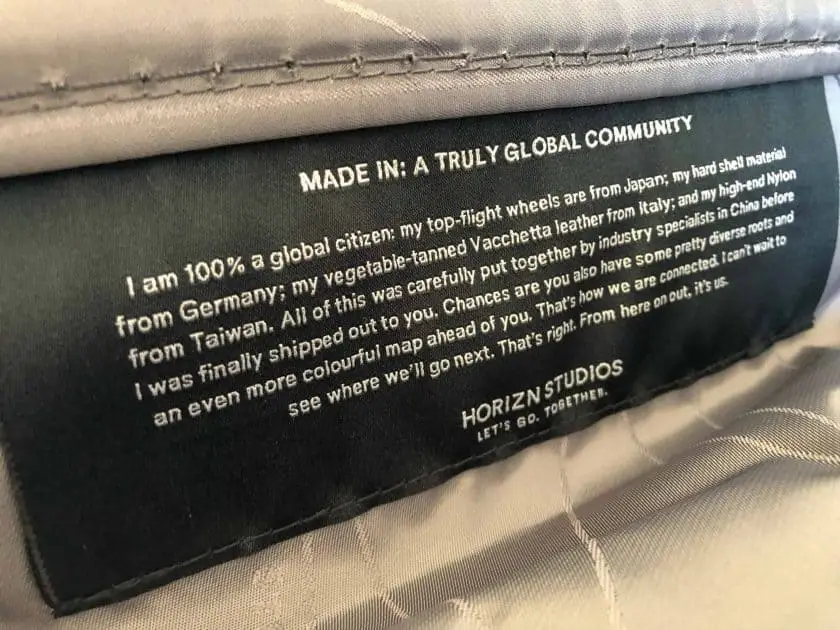 MADE IN: A TRULY GLOBAL COMMUNITY
I am 100% a global citizen: my top-flight wheels are from Japan; my hard shell material
from Germany; my vegetable-tanned Vacchetta leather from Italy; and my high-end Nylon
from Taiwan. All of this was carefully put together by industry specialists in China before
I was finally shipped out to you. Chances are you also have some pretty diverse roots and
an even more colourful map ahead of you. That's how we are connected. I can't wait to
see where we'll go next. That's right. From here on out, it's us.
HORIZN STUDIOS
LET'S GO. TOGETHER.